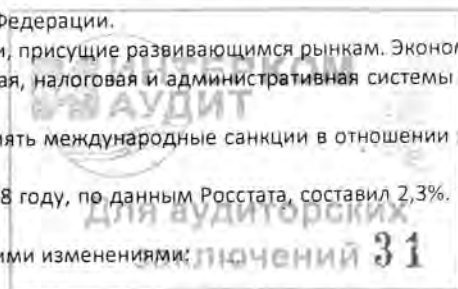 Федерации.
и, присущие развивающимся рынкам. Эконом
ая, налоговая и административная системы
АУДИТ
нять международные санкции в отношении
8 году, по данным Росстата, составил 2,3%.
Для аудиторских
ими изменениями:
заключений 31